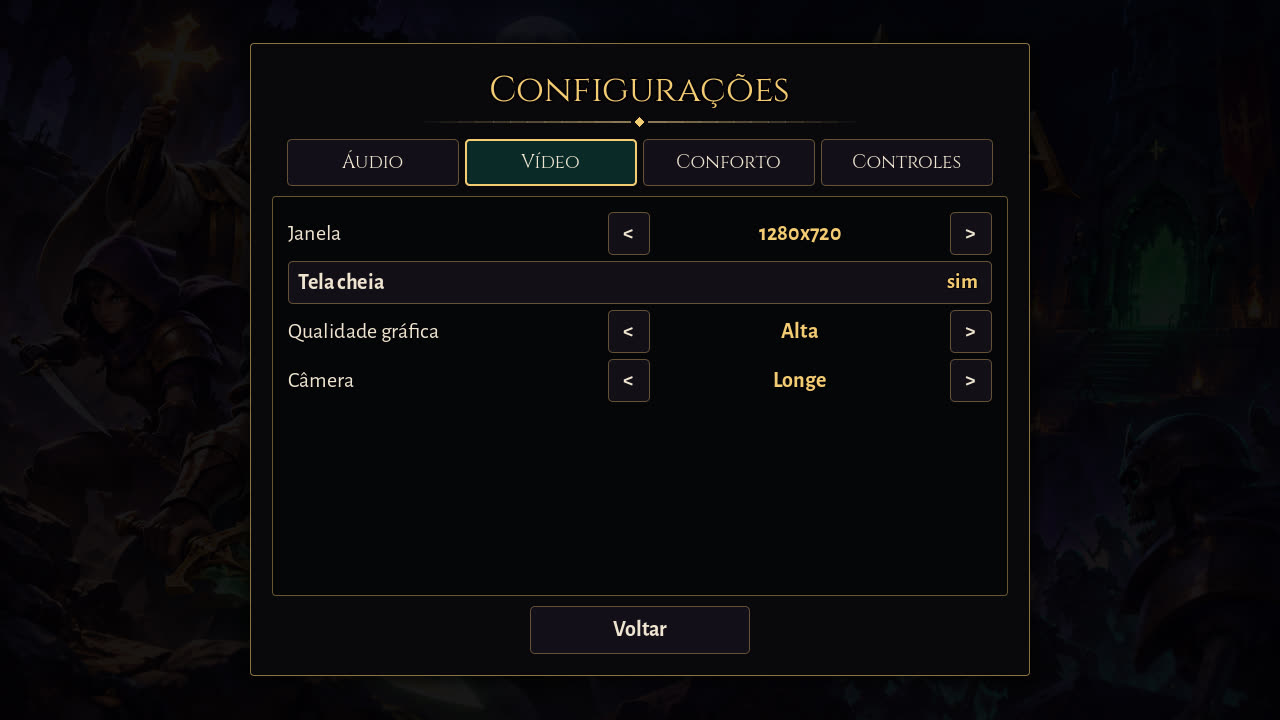 Configurações
Áudio
Vídeo
Conforto
Controles
Janela < 1280x720 >
Tela cheia sim
Qualidade gráfica < Alta >
Câmera < Longe >
Voltar